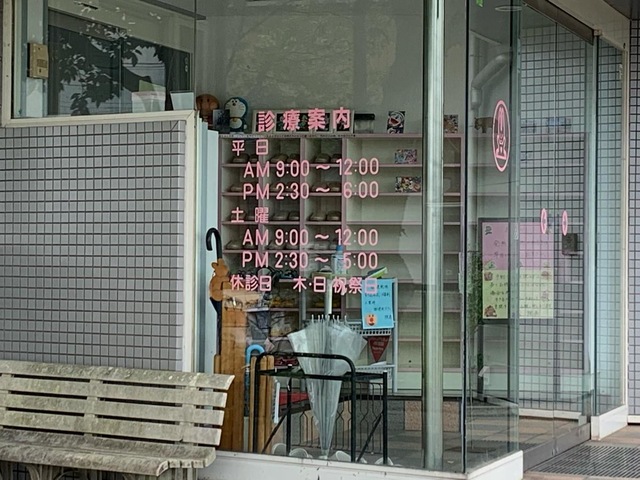 診療案内
平日
AM 9:00～12:00
PM 2:30～6:00
土曜
AM 9:00～12:00
PM 2:30～5:00
休診日 木・日祝祭日